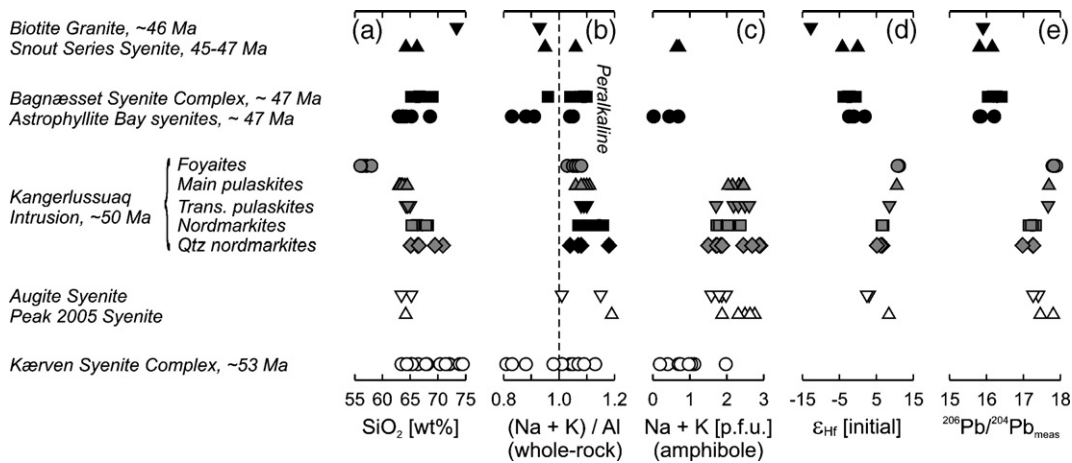 (a) (b) (c) (d) (e)
Biotite Granite, ~46 Ma
Snout Series Syenite, 45-47 Ma
Peralkaline
Bagnæsset Syenite Complex, ~ 47 Ma
Astrophyllite Bay syenites, ~ 47 Ma
Kangerlussuaq
Intrusion, ~50 Ma
Foyaites
Main pulaskites
Trans. pulaskites
Nordmarkites
Qtz nordmarkites
Augite Syenite
Peak 2005 Syenite
Kærven Syenite Complex, ~53 Ma
55 60 65 70 75 0.8 1.0 1.2 0 1 2 3 -15 -5 5 15 15 16 17 18
SiO₂ [wt%] (Na + K) / Al Na + K [p.f.u.] εHf [initial] ²⁰⁶Pb/²⁰⁴Pbmeas
(whole-rock) (amphibole)